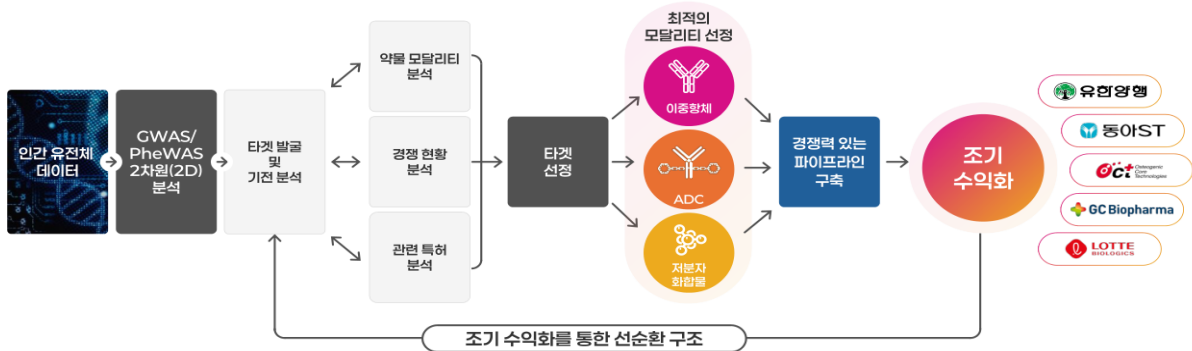 인간 유전체
데이터
GWAS/
PheWAS
2차원(2D)
분석
타겟 발굴
및
기전 분석
약물 모달리티
분석
경쟁 현황
분석
관련 특허
분석
타겟
선정
최적의
모달리티 선정
이중항체
ADC
저분자
화합물
경쟁력 있는
파이프라인
구축
조기
수익화
유한양행
동아ST
Oct Osteogenic
Core
Technologies
GC Biopharma
LOTTE
BIOLOGICS
조기 수익화를 통한 선순환 구조